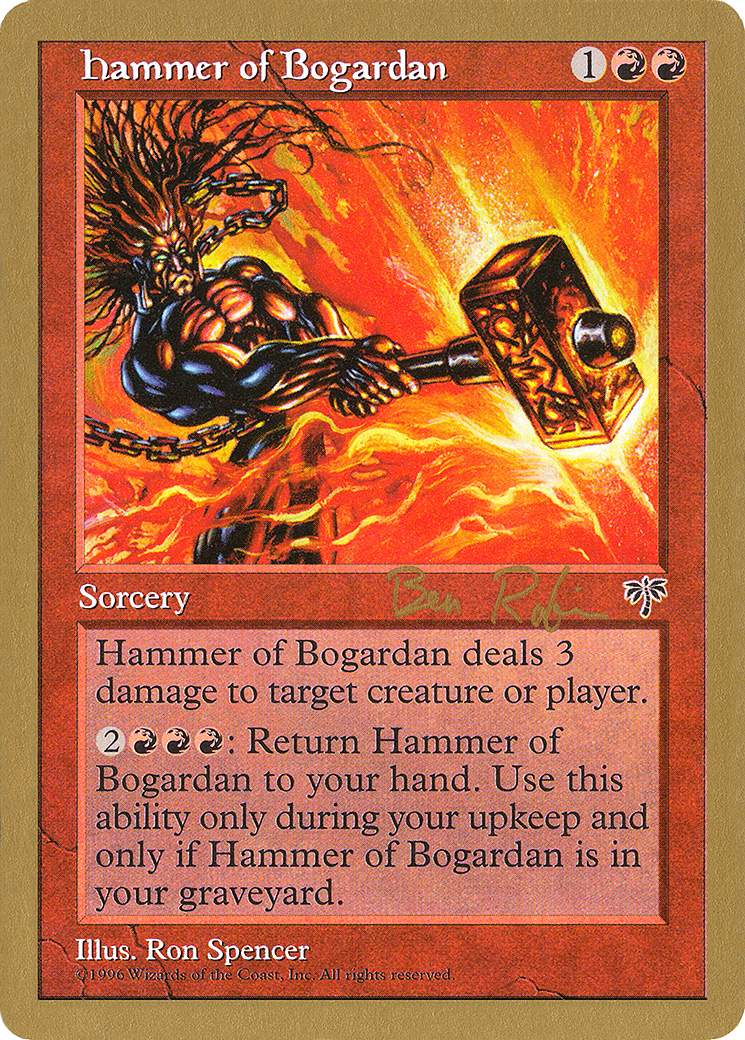 Hammer of Bogardan 1
Sorcery
Ben Rubin
Hammer of Bogardan deals 3
damage to target creature or player.
2: Return Hammer of
Bogardan to your hand. Use this
ability only during your upkeep and
only if Hammer of Bogardan is in
your graveyard.
Illus. Ron Spencer
©1996 Wizards of the Coast, Inc. All rights reserved.